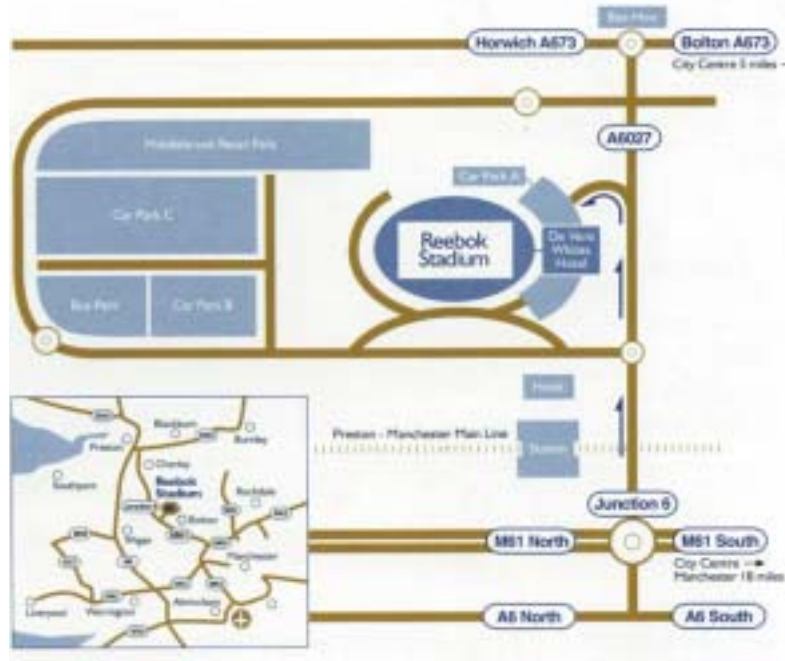 Horwich A673
Bolton A673
City Centre 5 miles
A6027
Middlebrook Retail Park
Car Park A
Car Park C
Reebok
Stadium
De Vere
Whites
Hotel
Bus Park
Car Park B
Hotel
Preston - Manchester Main Line
Station
Blackburn
Burnley
Preston
Chorley
Southport
Reebok
Stadium
Rochdale
Bolton
Wigan
Manchester
Liverpool
Warrington
Altrincham
Junction 6
M61 North
M61 South
City Centre
Manchester 18 miles
A6 North
A6 South